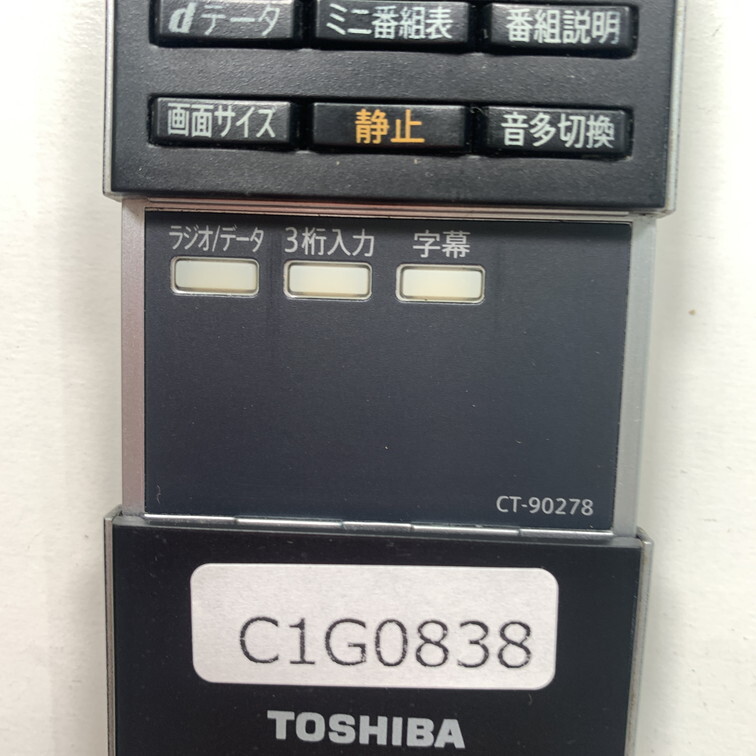 dデータ ミニ番組表 番組説明
画面サイズ 静止 音多切換
ラジオ/データ 3桁入力 字幕
CT-90278
C1G0838
TOSHIBA